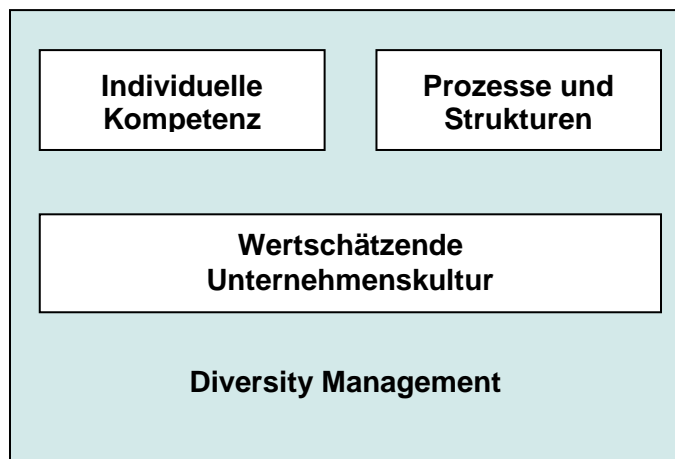 Individuelle
Kompetenz
Prozesse und
Strukturen
Wertschätzende
Unternehmenskultur
Diversity Management